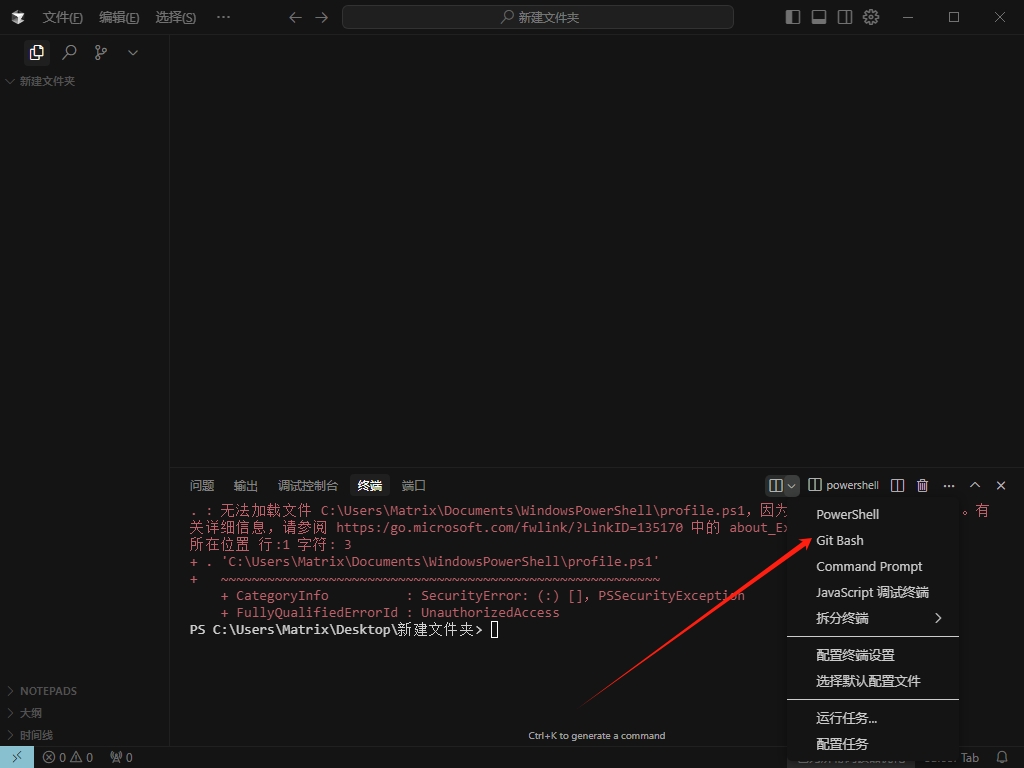 文件(F) 编辑(E) 选择(S) ··· 新建文件夹
新建文件夹
问题 输出 调试控制台 终端 端口 powershell ···
. : 无法加载文件 C:\Users\Matrix\Documents\WindowsPowerShell\profile.ps1，因为 。有
关详细信息，请参阅 https:/go.microsoft.com/fwlink/?LinkID=135170 中的 about_Ex
所在位置 行:1 字符: 3
+ . 'C:\Users\Matrix\Documents\WindowsPowerShell\profile.ps1'
+   ~~~~~~~~~~~~~~~~~~~~~~~~~~~~~~~~~~~~~~~~~~~~~~~~~~~~~~~~~
    + CategoryInfo          : SecurityError: (:) []，PSSecurityException
    + FullyQualifiedErrorId : UnauthorizedAccess
PS C:\Users\Matrix\Desktop\新建文件夹>
PowerShell
Git Bash
Command Prompt
JavaScript 调试终端
拆分终端
配置终端设置
选择默认配置文件
运行任务...
配置任务
NOTEPADS
大纲
时间线
Ctrl+K to generate a command
0 0 0 Tab